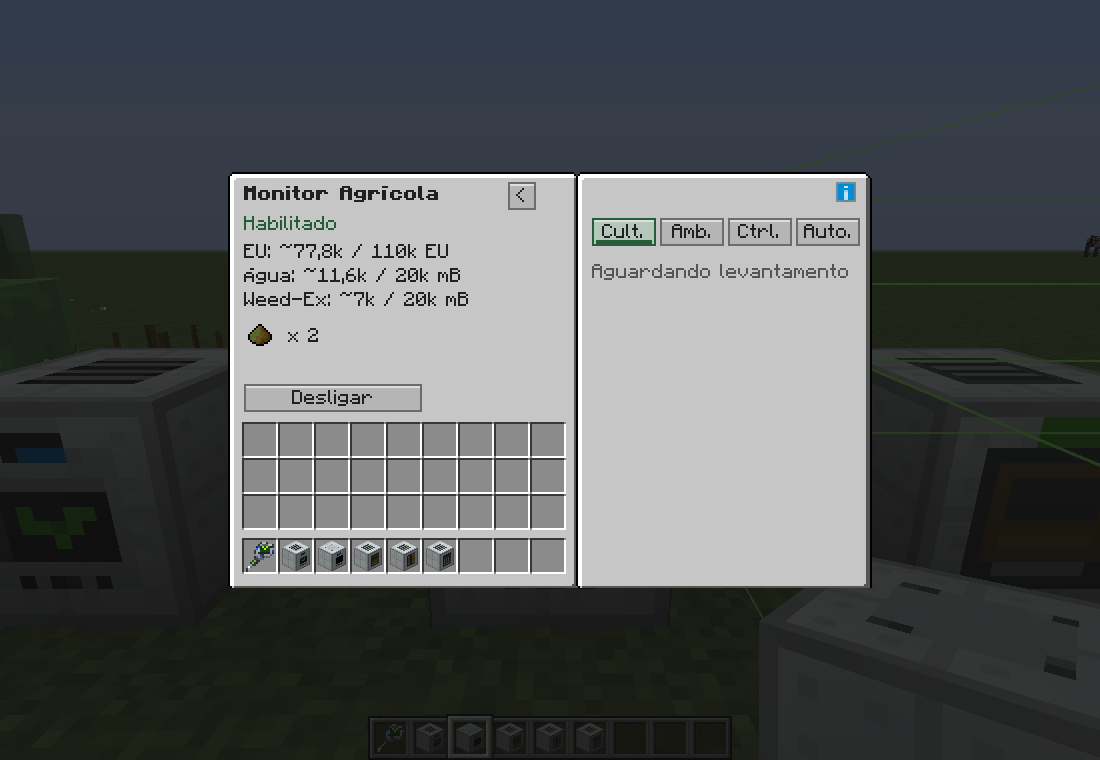 Monitor Agrícola
<
Habilitado
EU: ~77,8k / 110k EU
Água: ~11,6k / 20k mB
Weed-Ex: ~7k / 20k mB
x 2
Desligar
i
Cult. Amb. Ctrl. Auto.
Aguardando levantamento